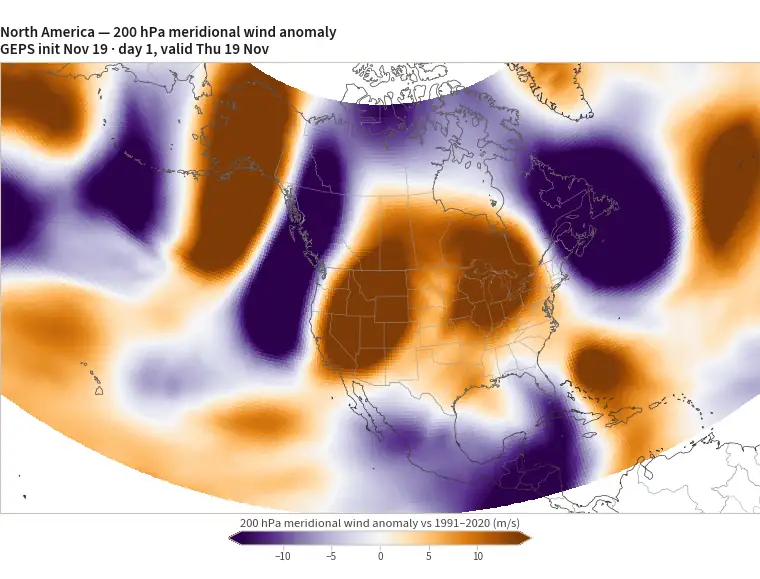 North America — 200 hPa meridional wind anomaly
GEPS init Nov 19 · day 1, valid Thu 19 Nov
200 hPa meridional wind anomaly vs 1991–2020 (m/s)
−10 −5 0 5 10